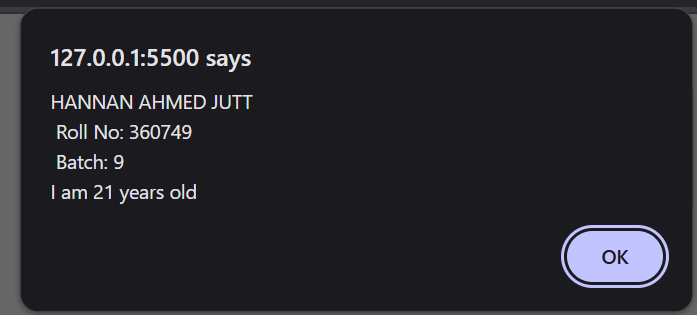 127.0.0.1:5500 says
HANNAN AHMED JUTT
Roll No: 360749
Batch: 9
I am 21 years old
OK